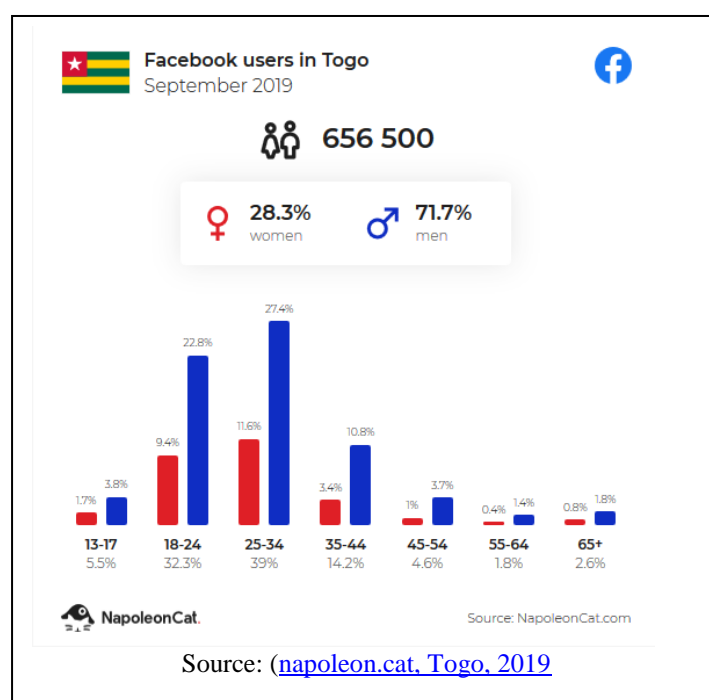 Facebook users in Togo
September 2019
656 500
28.3%
women
71.7%
men
1.7%
3.8%
9.4%
22.8%
11.6%
27.4%
3.4%
10.8%
1%
3.7%
0.4%
1.4%
0.8%
1.8%
13-17 18-24 25-34 35-44 45-54 55-64 65+
5.5% 32.3% 39% 14.2% 4.6% 1.8% 2.6%
NapoleonCat.
Source: NapoleonCat.com
Source: (napoleon.cat, Togo, 2019